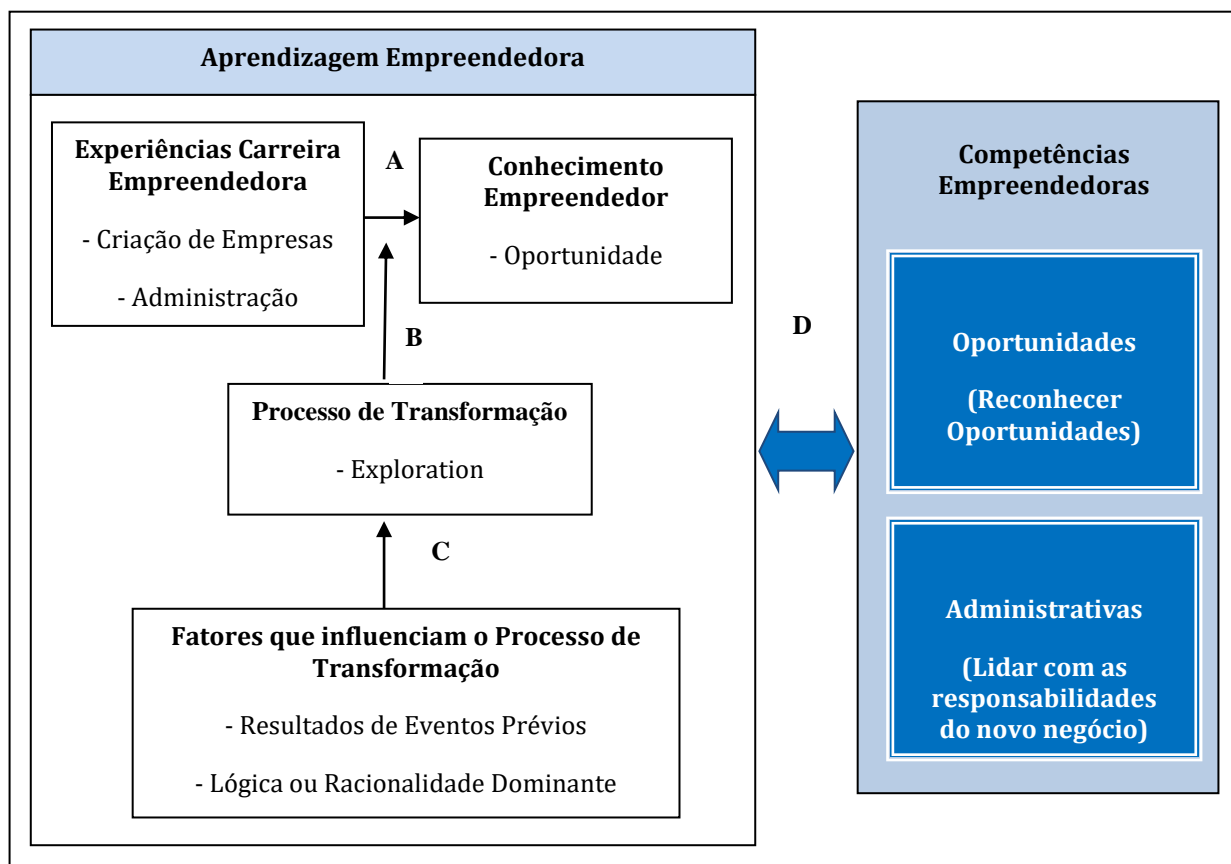 Aprendizagem Empreendedora
Experiências Carreira
Empreendedora
- Criação de Empresas
- Administração
A
Conhecimento
Empreendedor
- Oportunidade
B
Processo de Transformação
- Exploration
C
Fatores que influenciam o Processo de
Transformação
- Resultados de Eventos Prévios
- Lógica ou Racionalidade Dominante
D
Competências
Empreendedoras
Oportunidades
(Reconhecer
Oportunidades)
Administrativas
(Lidar com as
responsabilidades
do novo negócio)